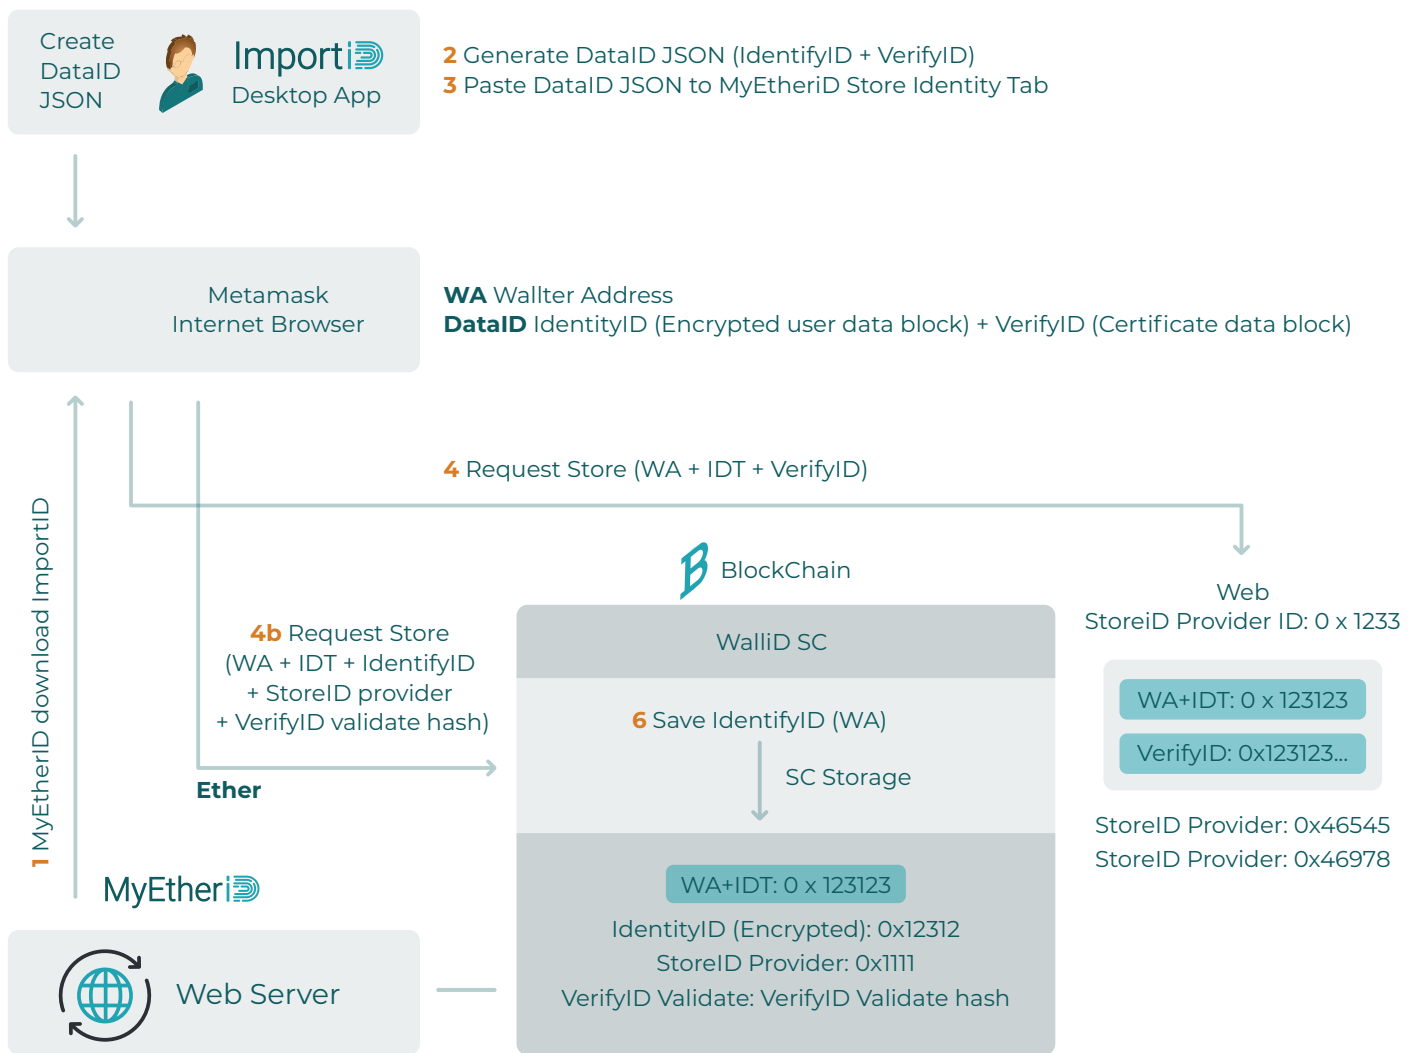 Create
DataID
JSON
ImportiD
Desktop App
2 Generate DataID JSON (IdentifyID + VerifyID)
3 Paste DataID JSON to MyEtheriD Store Identity Tab
Metamask
Internet Browser
WA Wallter Address
DataID IdentityID (Encrypted user data block) + VerifyID (Certificate data block)
4 Request Store (WA + IDT + VerifyID)
1 MyEtherID download ImportID
BlockChain
Web
StoreiD Provider ID: 0 x 1233
4b Request Store
(WA + IDT + IdentifyID
+ StoreID provider
+ VerifyID validate hash)
WalliD SC
WA+IDT: 0 x 123123
VerifyID: 0x123123...
6 Save IdentifyID (WA)
SC Storage
Ether
StoreID Provider: 0x46545
StoreID Provider: 0x46978
MyEtheriD
WA+IDT: 0 x 123123
IdentityID (Encrypted): 0x12312
StoreID Provider: 0x1111
VerifyID Validate: VerifyID Validate hash
Web Server